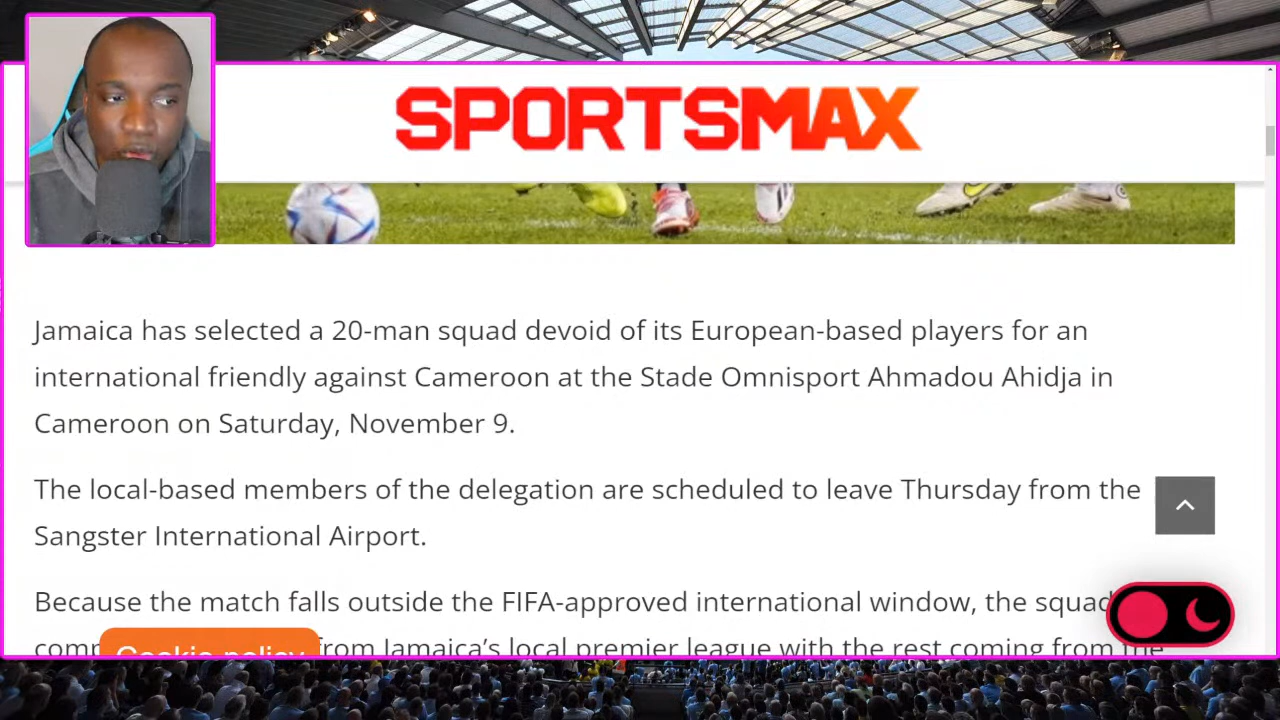 SPORTSMAX
Jamaica has selected a 20-man squad devoid of its European-based players for an
international friendly against Cameroon at the Stade Omnisport Ahmadou Ahidja in
Cameroon on Saturday, November 9.
The local-based members of the delegation are scheduled to leave Thursday from the
Sangster International Airport.
Because the match falls outside the FIFA-approved international window, the squad
from Jamaica's local premier league with the rest coming from the
Cookie policy